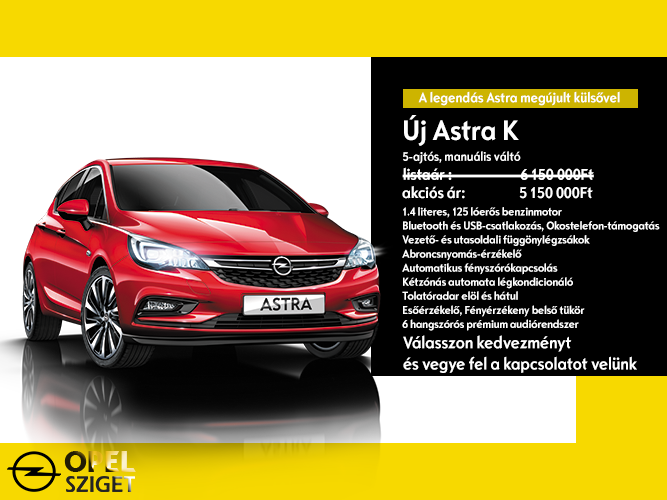 A legendás Astra megújult külsővel
Új Astra K
5-ajtós, manuális váltó
listaár : 6 150 000Ft
akciós ár: 5 150 000Ft
1.4 literes, 125 lóerős benzinmotor
Bluetooth és USB-csatlakozás, Okostelefon-támogatás
Vezető- és utasoldali függönylégzsákok
Abroncsnyomás-érzékelő
Automatikus fényszórókapcsolás
Kétzónás automata légkondicionáló
Tolatóradar elöl és hátul
Esőérzékelő, Fényérzékeny belső tükör
6 hangszórós prémium audiórendszer
Válasszon kedvezményt
és vegye fel a kapcsolatot velünk
ASTRA
OPEL
SZIGET